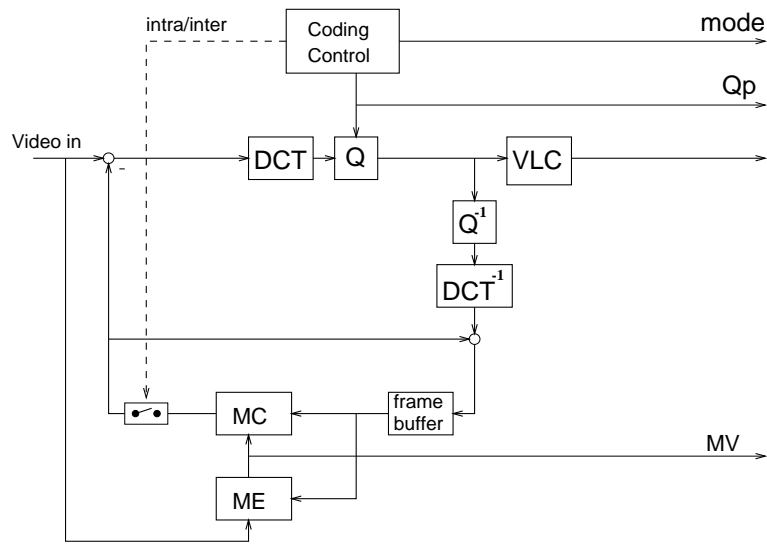 intra/inter
Coding
Control
mode
Qp
Video in
-
DCT
Q
VLC
Q-1
DCT-1
MC
frame
buffer
MV
ME